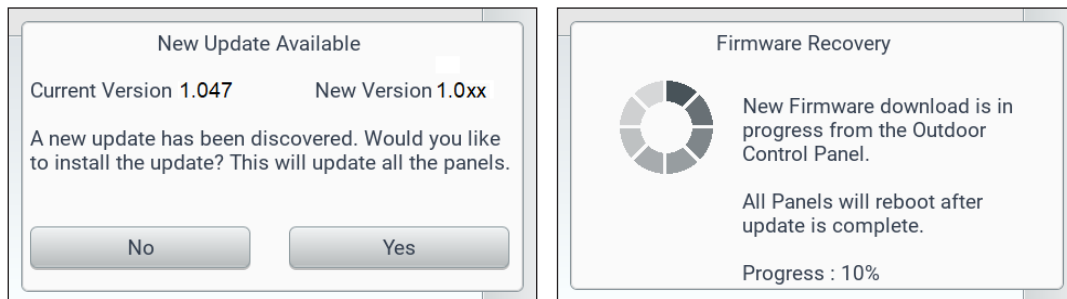 New Update Available
Current Version 1.047 New Version 1.0xx
A new update has been discovered. Would you like
to install the update? This will update all the panels.
No Yes
Firmware Recovery
New Firmware download is in
progress from the Outdoor
Control Panel.
All Panels will reboot after
update is complete.
Progress : 10%